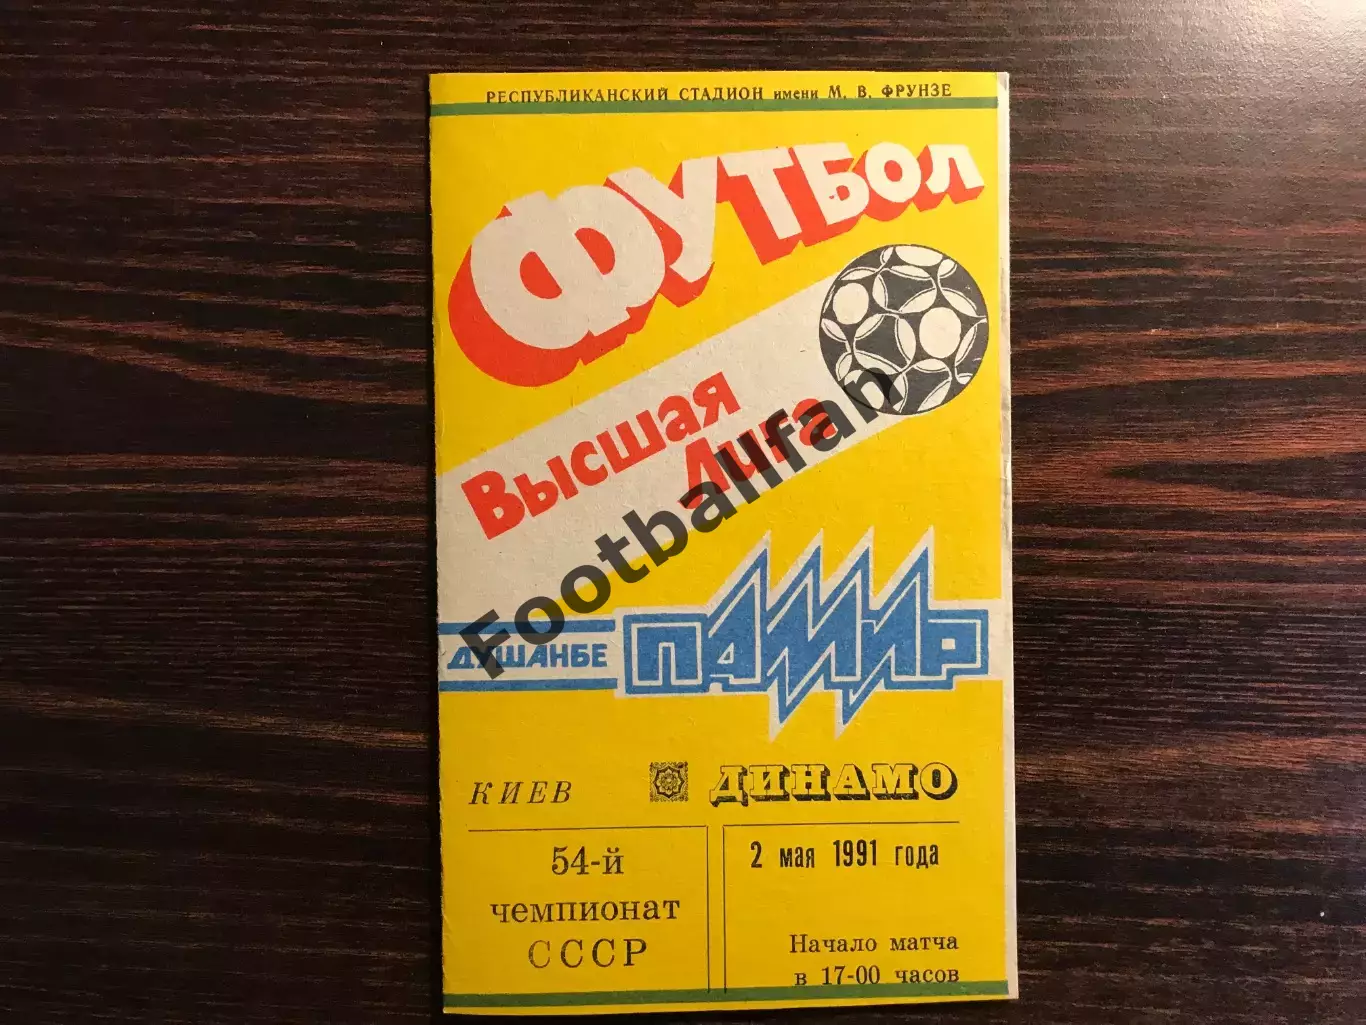 РЕСПУБЛИКАНСКИЙ СТАДИОН имени М. В. ФРУНЗЕ
ФУТБОЛ
Высшая
Лига
Footballfan
ДУШАНБЕ ПАМИР
КИЕВ ДИНАМО
54-й
чемпионат
СССР
2 мая 1991 года
Начало матча
в 17-00 часов